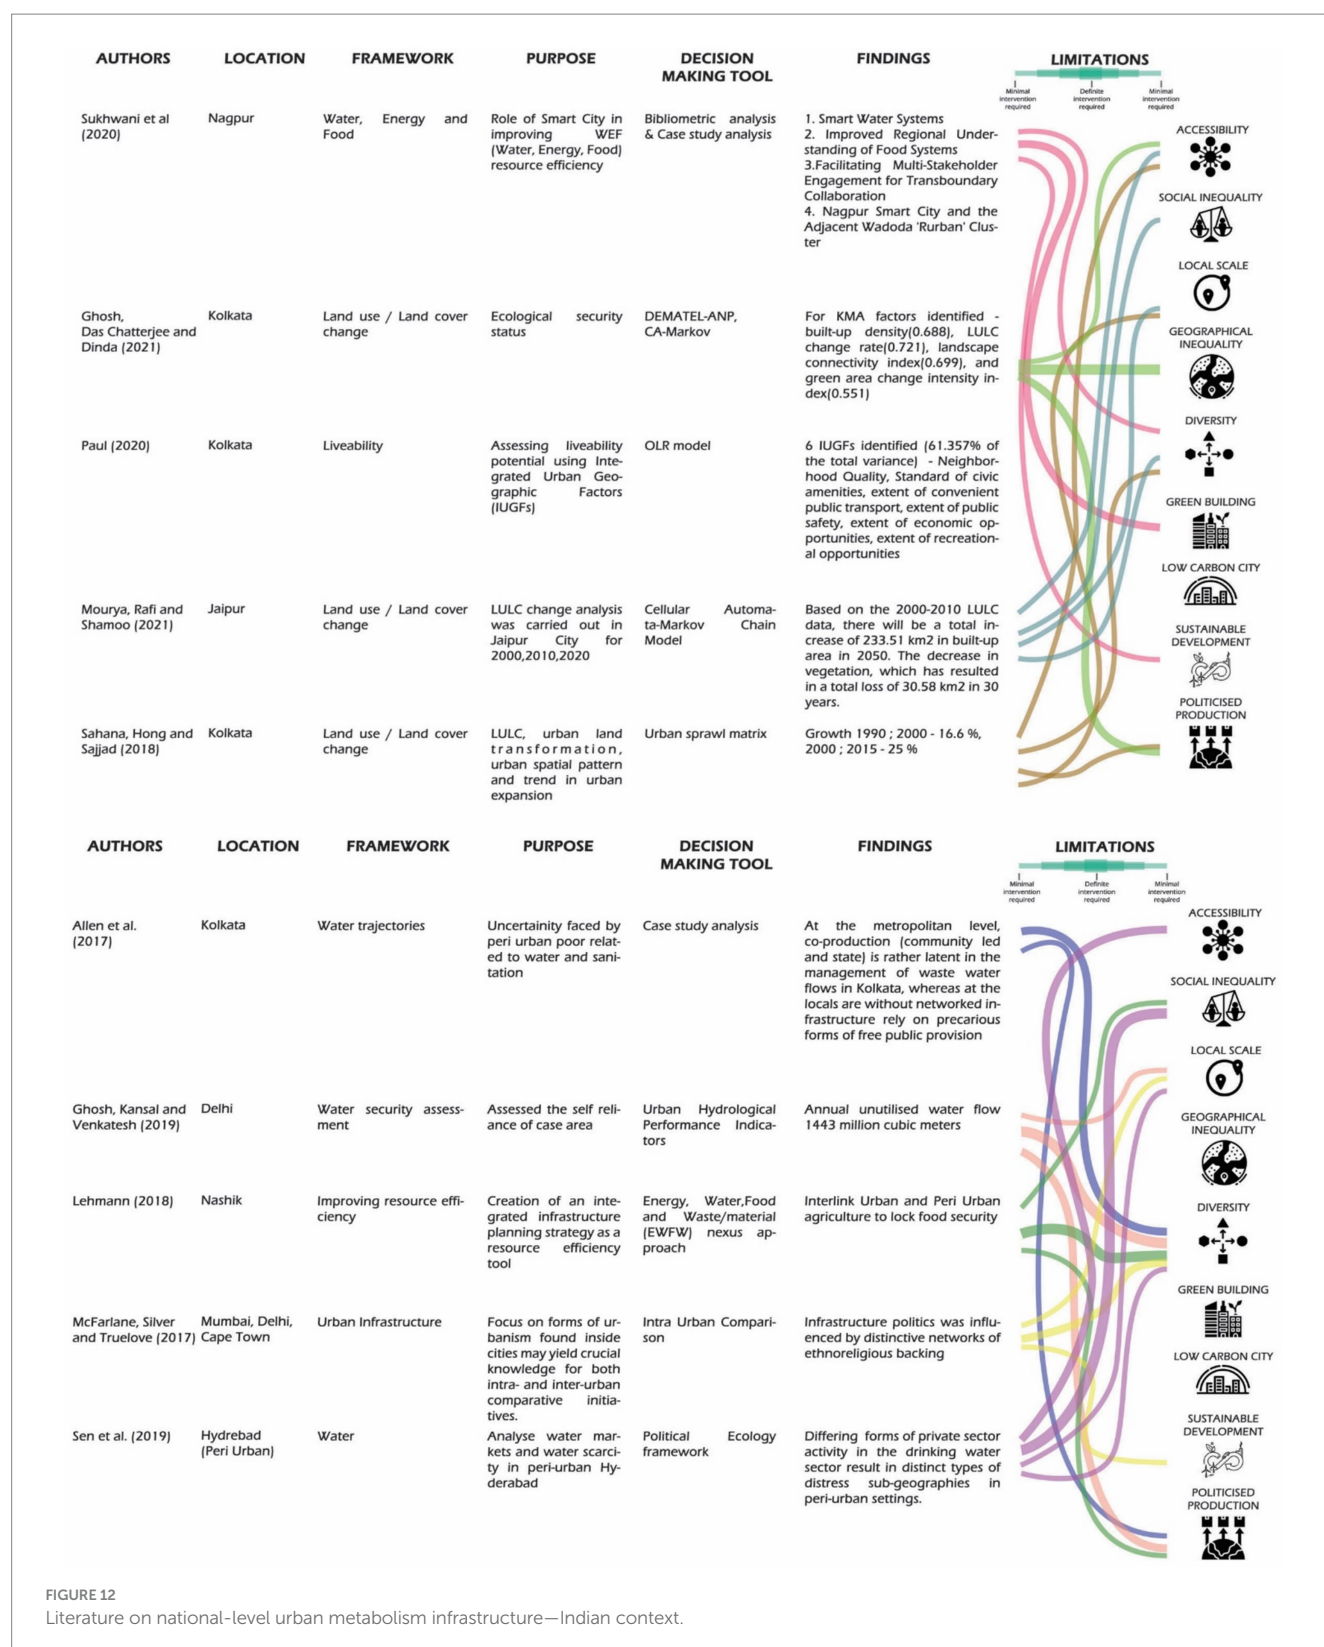 AUTHORS LOCATION FRAMEWORK PURPOSE DECISION MAKING TOOL FINDINGS LIMITATIONS
Minimal intervention required
Definite intervention required
Minimal intervention required
Sukhwani et al
(2020)
Nagpur
Water, Energy and
Food
Role of Smart City in
improving WEF
(Water, Energy, Food)
resource efficiency
Bibliometric analysis
& Case study analysis
1. Smart Water Systems
2. Improved Regional Under-
standing of Food Systems
3.Facilitating Multi-Stakeholder
Engagement for Transboundary
Collaboration
4. Nagpur Smart City and the
Adjacent Wadoda 'Rurban' Clus-
ter
Ghosh,
Das Chatterjee and
Dinda (2021)
Kolkata
Land use / Land cover
change
Ecological security
status
DEMATEL-ANP,
CA-Markov
For KMA factors identified -
built-up density(0.688), LULC
change rate(0.721), landscape
connectivity index(0.699), and
green area change intensity in-
dex(0.551)
Paul (2020)
Kolkata
Liveability
Assessing liveability
potential using Inte-
grated Urban Geo-
graphic Factors
(IUGFs)
OLR model
6 IUGFs identified (61.357% of
the total variance) - Neighbor-
hood Quality, Standard of civic
amenities, extent of convenient
public transport, extent of public
safety, extent of economic op-
portunities, extent of recreation-
al opportunities
Mourya, Rafi and
Shamoo (2021)
Jaipur
Land use / Land cover
change
LULC change analysis
was carried out in
Jaipur City for
2000,2010,2020
Cellular Automa-
ta-Markov Chain
Model
Based on the 2000-2010 LULC
data, there will be a total in-
crease of 233.51 km2 in built-up
area in 2050. The decrease in
vegetation, which has resulted
in a total loss of 30.58 km2 in 30
years.
Sahana, Hong and
Sajjad (2018)
Kolkata
Land use / Land cover
change
LULC, urban land
transformation,
urban spatial pattern
and trend in urban
expansion
Urban sprawl matrix
Growth 1990 ; 2000 - 16.6 %,
2000 ; 2015 - 25 %
ACCESSIBILITY
SOCIAL INEQUALITY
LOCAL SCALE
GEOGRAPHICAL
INEQUALITY
DIVERSITY
GREEN BUILDING
LOW CARBON CITY
SUSTAINABLE
DEVELOPMENT
POLITICISED
PRODUCTION
AUTHORS LOCATION FRAMEWORK PURPOSE DECISION MAKING TOOL FINDINGS LIMITATIONS
Minimal intervention required
Definite intervention required
Minimal intervention required
Allen et al.
(2017)
Kolkata
Water trajectories
Uncertainity faced by
peri urban poor relat-
ed to water and sani-
tation
Case study analysis
At the metropolitan level,
co-production (community led
and state) is rather latent in the
management of waste water
flows in Kolkata, whereas at the
locals are without networked in-
frastructure rely on precarious
forms of free public provision
Ghosh, Kansal and
Venkatesh (2019)
Delhi
Water security assess-
ment
Assessed the self reli-
ance of case area
Urban Hydrological
Performance Indica-
tors
Annual unutilised water flow
1443 million cubic meters
Lehmann (2018)
Nashik
Improving resource effi-
ciency
Creation of an inte-
grated infrastructure
planning strategy as a
resource efficiency
tool
Energy, Water,Food
and Waste/material
(EWFW) nexus ap-
proach
Interlink Urban and Peri Urban
agriculture to lock food security
McFarlane, Silver
and Truelove (2017)
Mumbai, Delhi,
Cape Town
Urban Infrastructure
Focus on forms of ur-
banism found inside
cities may yield crucial
knowledge for both
intra- and inter-urban
comparative initia-
tives.
Intra Urban Compari-
son
Infrastructure politics was influ-
enced by distinctive networks of
ethnoreligious backing
Sen et al. (2019)
Hydrebad
(Peri Urban)
Water
Analyse water mar-
kets and water scarci-
ty in peri-urban Hy-
derabad
Political Ecology
framework
Differing forms of private sector
activity in the drinking water
sector result in distinct types of
distress sub-geographies in
peri-urban settings.
ACCESSIBILITY
SOCIAL INEQUALITY
LOCAL SCALE
GEOGRAPHICAL
INEQUALITY
DIVERSITY
GREEN BUILDING
LOW CARBON CITY
SUSTAINABLE
DEVELOPMENT
POLITICISED
PRODUCTION
FIGURE 12
Literature on national-level urban metabolism infrastructure—Indian context.